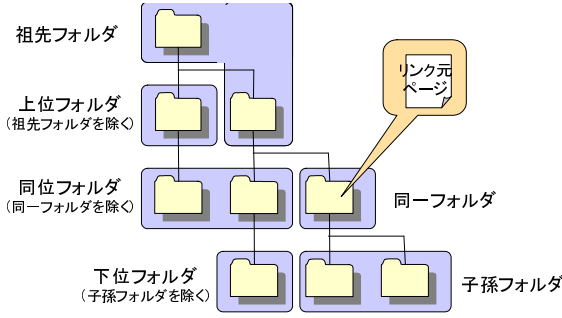 祖先フォルダ
リンク元
ページ
上位フォルダ
(祖先フォルダを除く)
同位フォルダ
(同一フォルダを除く)
同一フォルダ
下位フォルダ
(子孫フォルダを除く)
子孫フォルダ